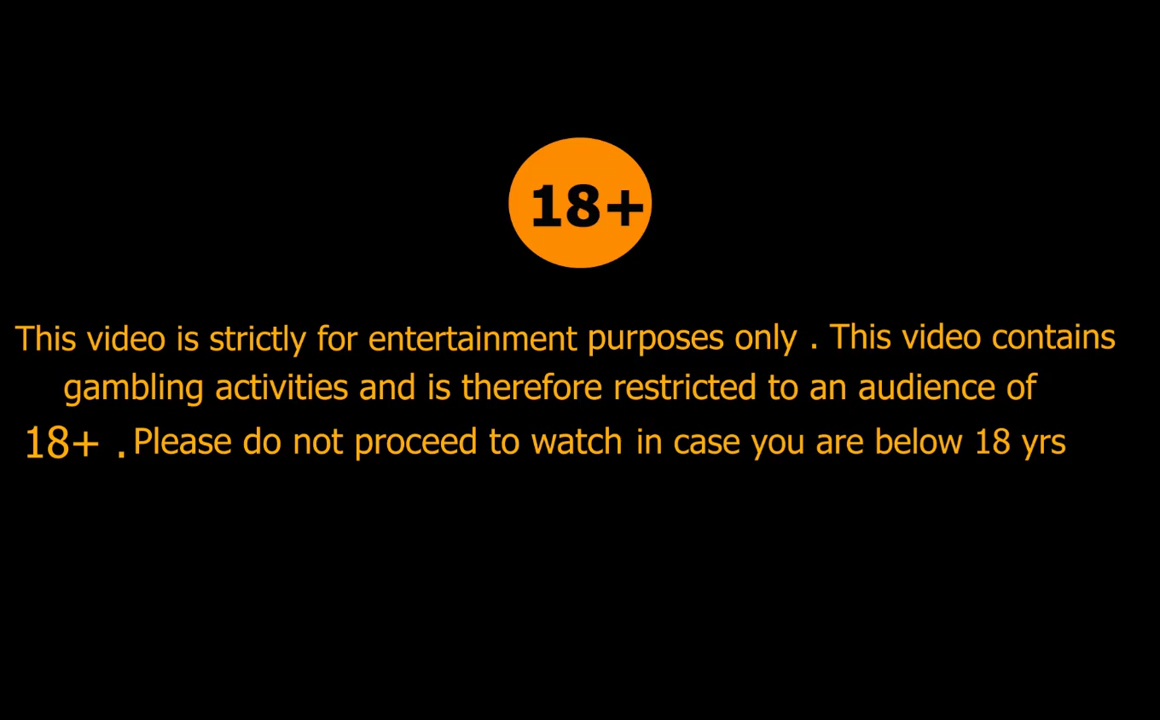 18+
This video is strictly for entertainment purposes only . This video contains
gambling activities and is therefore restricted to an audience of
18+ . Please do not proceed to watch in case you are below 18 yrs